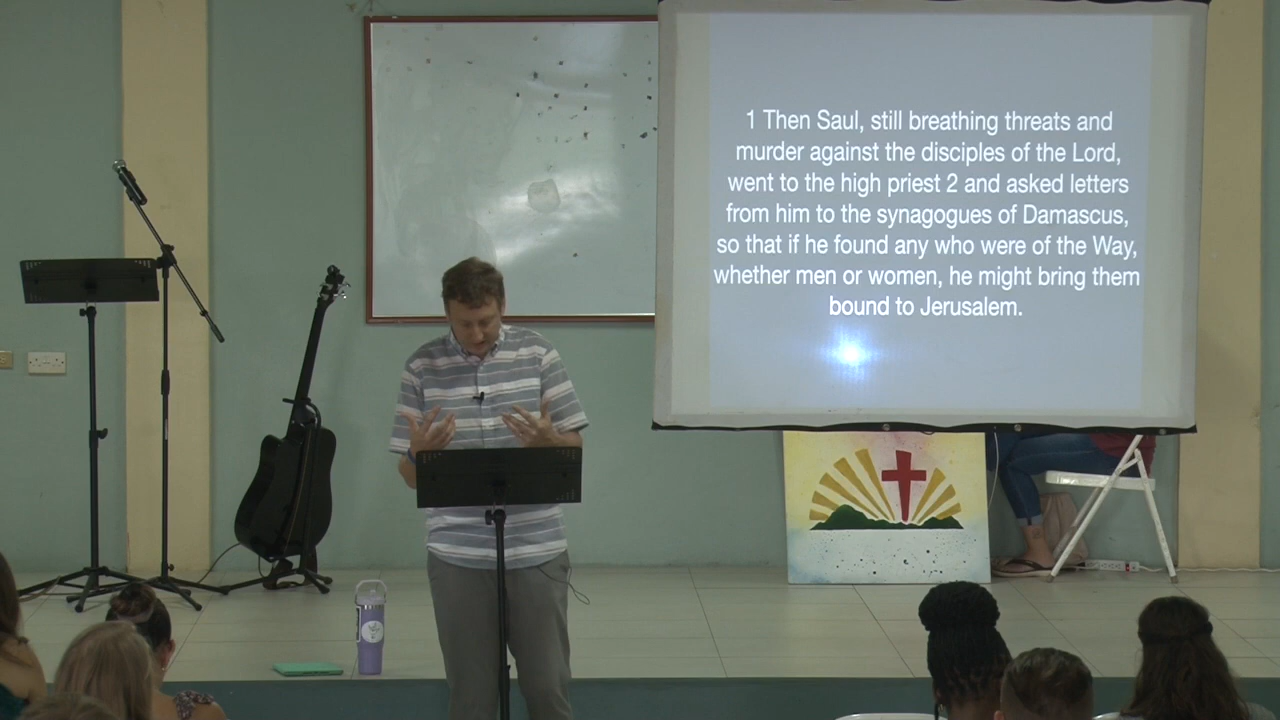 1 Then Saul, still breathing threats and
murder against the disciples of the Lord,
went to the high priest 2 and asked letters
from him to the synagogues of Damascus,
so that if he found any who were of the Way,
whether men or women, he might bring them
bound to Jerusalem.